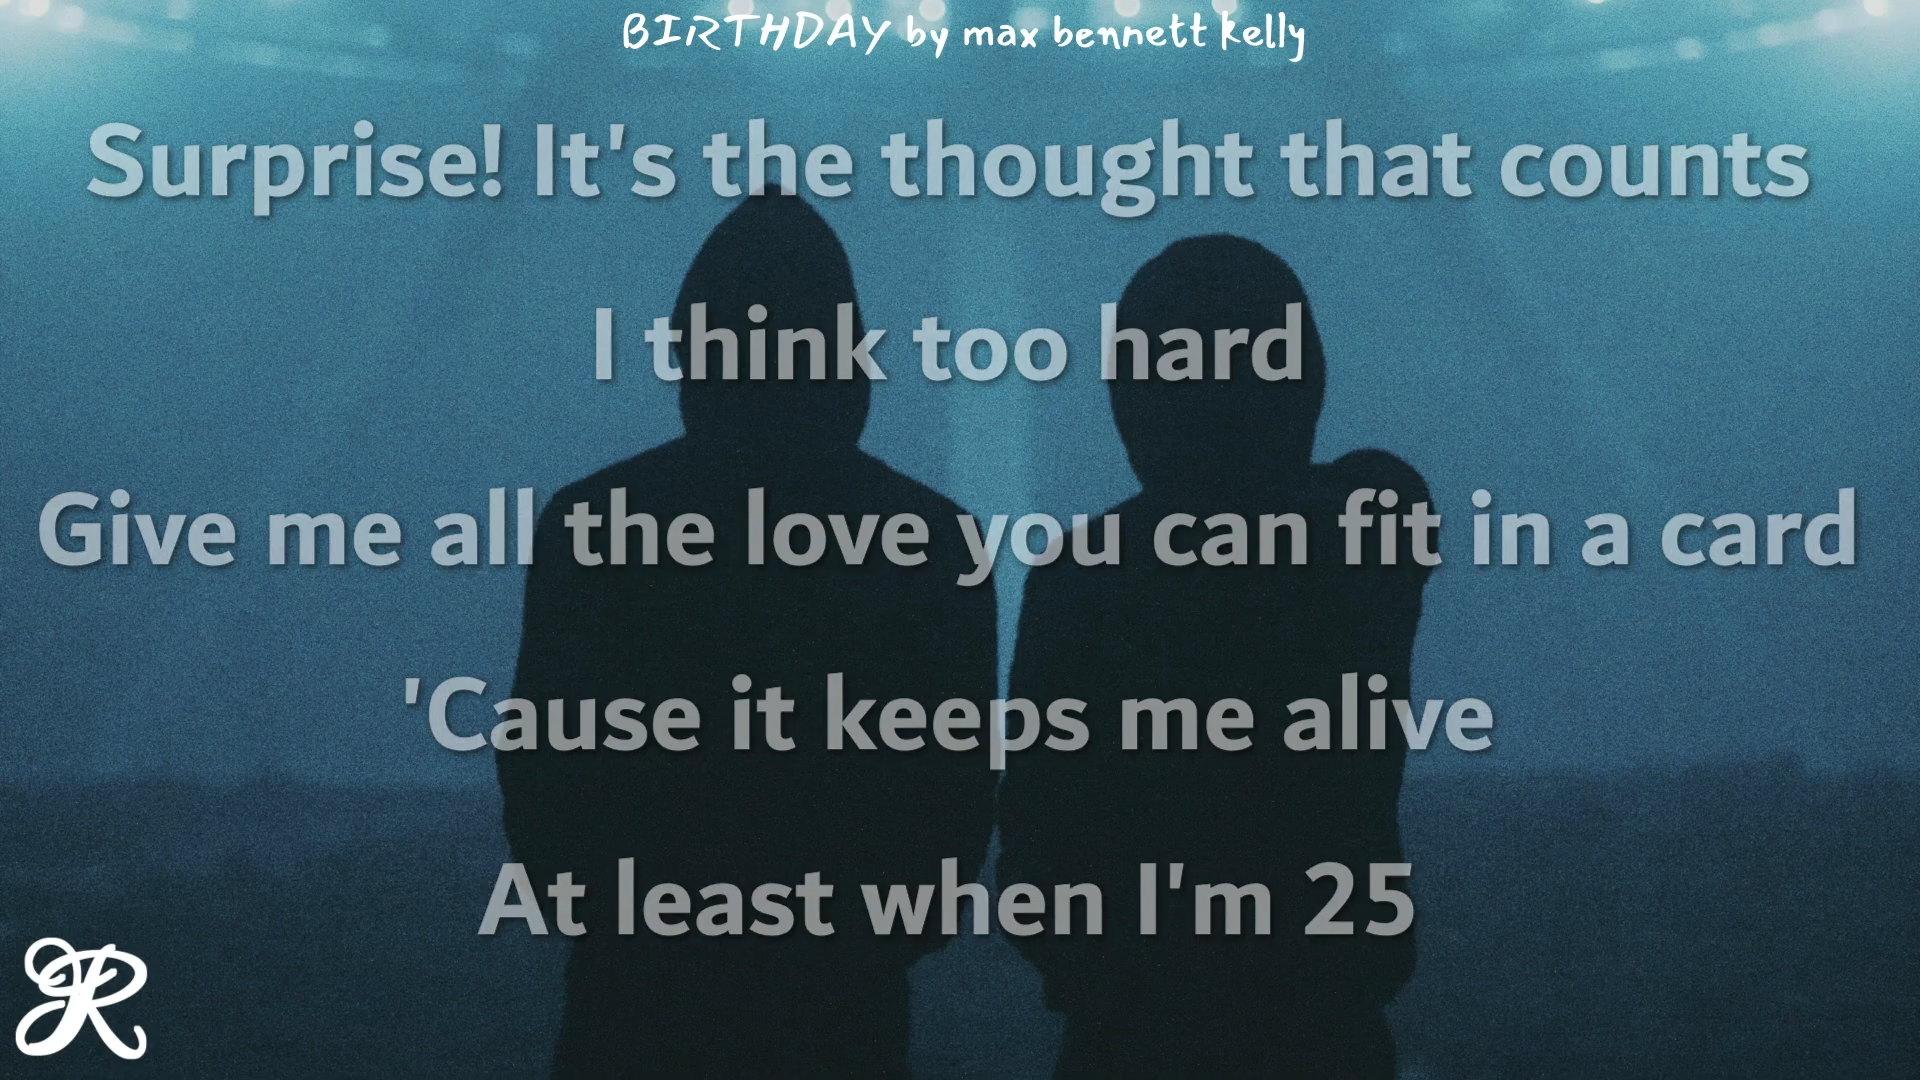 BIRTHDAY by max bennett kelly
Surprise! It's the thought that counts
I think too hard
Give me all the love you can fit in a card
'Cause it keeps me alive
At least when I'm 25
R